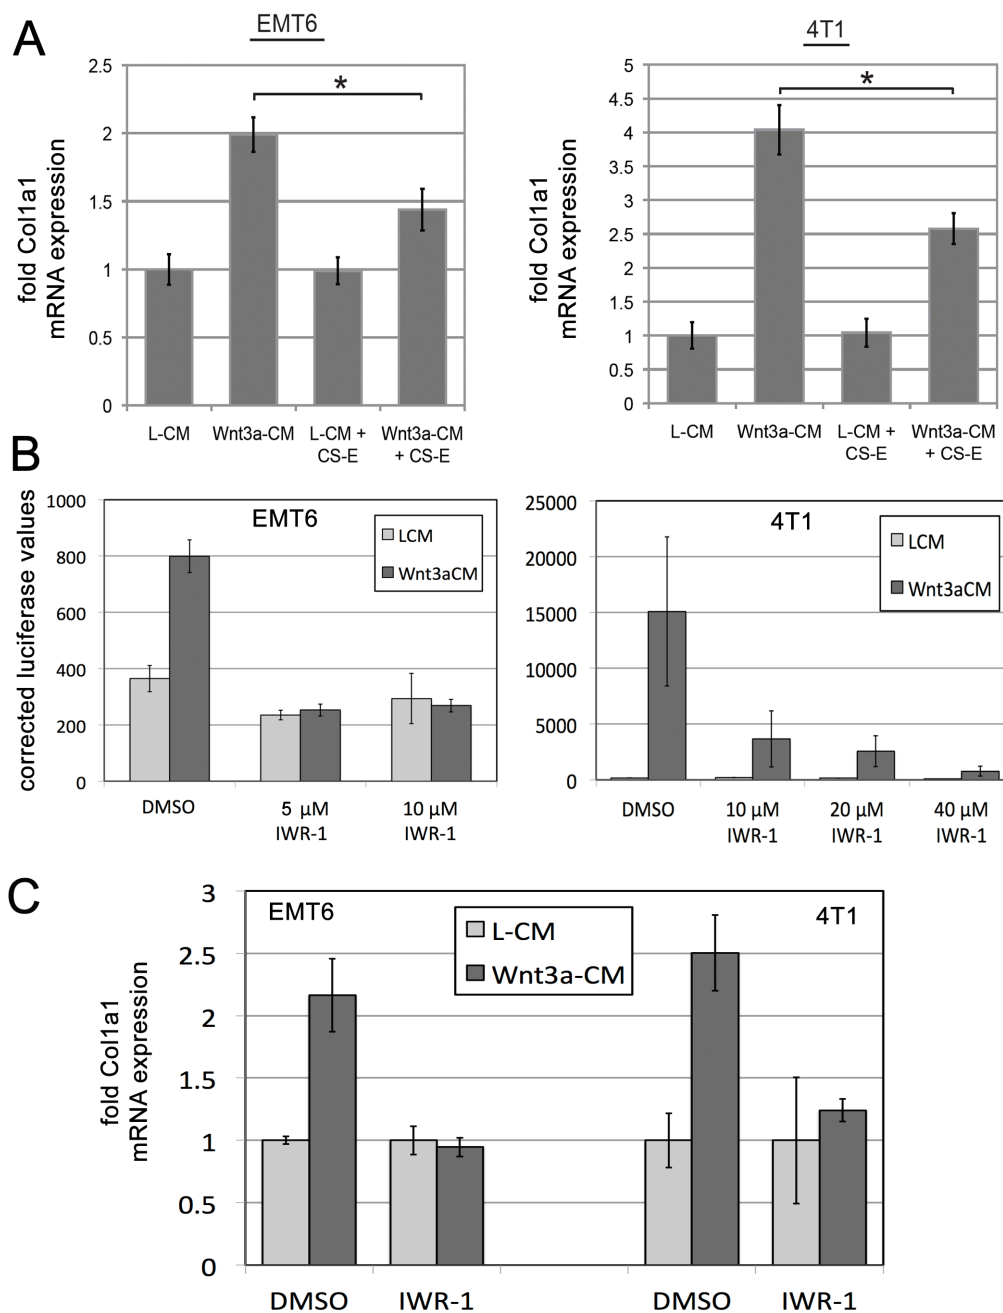 A
EMT6
4T1
fold Col1a1
mRNA expression
2.5
2
1.5
1
0.5
0
*
L-CM
Wnt3a-CM
L-CM +
CS-E
Wnt3a-CM
+ CS-E
fold Col1a1
mRNA expression
5
4.5
4
3.5
3
2.5
2
1.5
1
0.5
0
*
L-CM
Wnt3a-CM
L-CM +
CS-E
Wnt3a-CM
+ CS-E
B
corrected luciferase values
1000
800
600
400
200
0
EMT6
LCM
Wnt3aCM
DMSO
5 µM
IWR-1
10 µM
IWR-1
25000
20000
15000
10000
5000
0
4T1
LCM
Wnt3aCM
DMSO
10 µM
IWR-1
20 µM
IWR-1
40 µM
IWR-1
C
fold Col1a1
mRNA expression
3
2.5
2
1.5
1
0.5
0
EMT6
L-CM
Wnt3a-CM
4T1
DMSO
IWR-1
DMSO
IWR-1